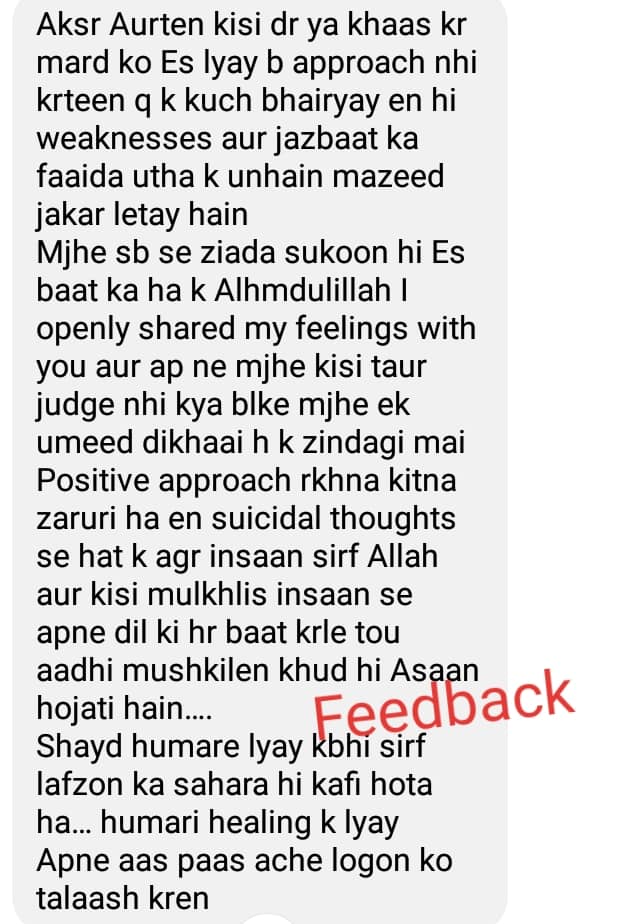 Aksr Aurten kisi dr ya khaas kr
mard ko Es lyay b approach nhi
krteen q k kuch bhairyay en hi
weaknesses aur jazbaat ka
faaida utha k unhain mazeed
jakar letay hain
Mjhe sb se ziada sukoon hi Es
baat ka ha k Alhmdulillah I
openly shared my feelings with
you aur ap ne mjhe kisi taur
judge nhi kya blke mjhe ek
umeed dikhaai h k zindagi mai
Positive approach rkhna kitna
zaruri ha en suicidal thoughts
se hat k agr insaan sirf Allah
aur kisi mulkhlis insaan se
apne dil ki hr baat krle tou
aadhi mushkilen khud hi Asaan
hojati hain....
Feedback
Shayd humare lyay kbhi sirf
lafzon ka sahara hi kafi hota
ha... humari healing k lyay
Apne aas paas ache logon ko
talaash kren